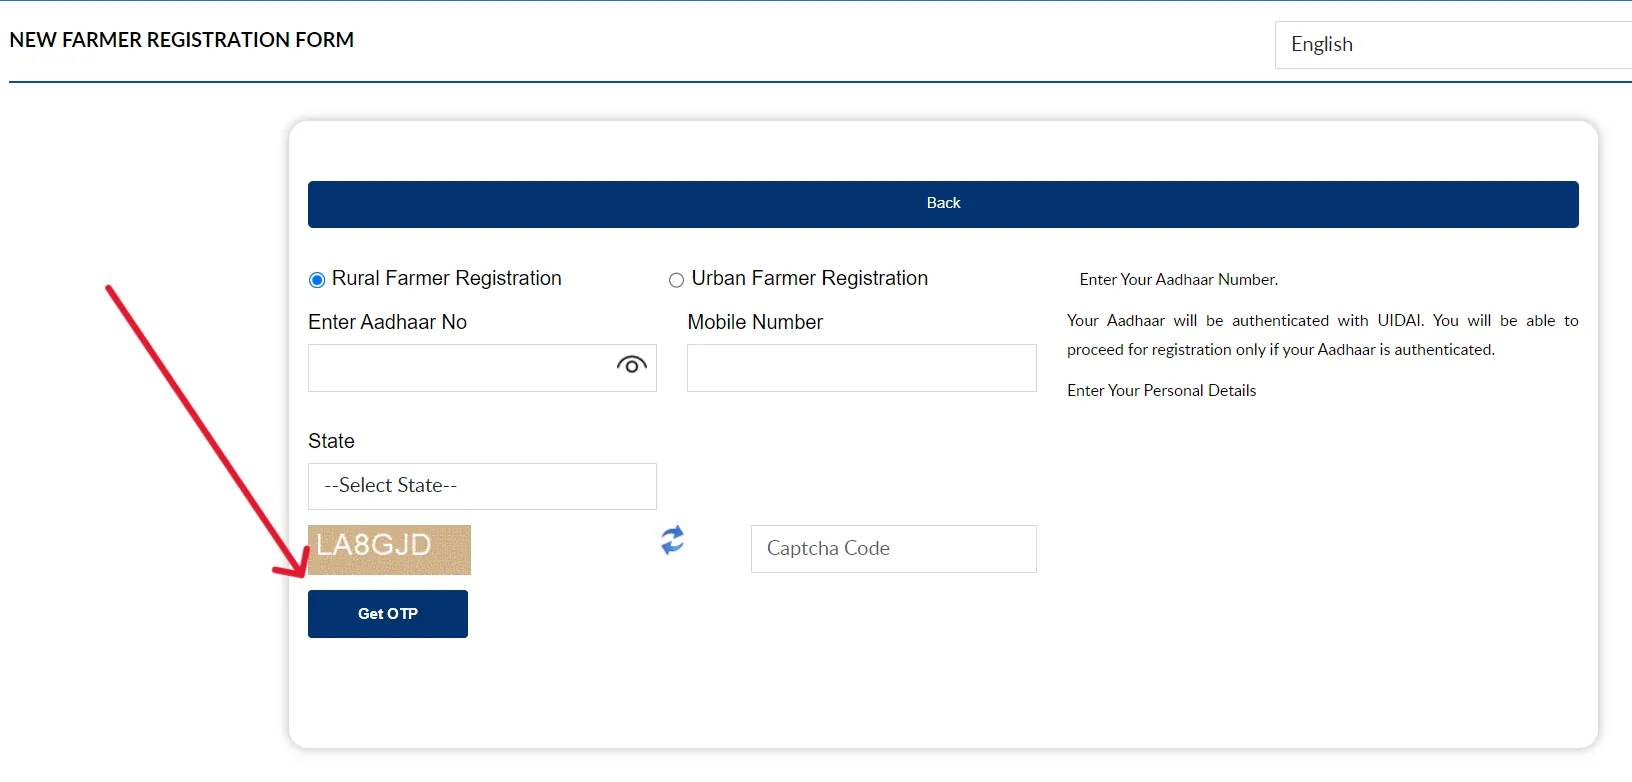 NEW FARMER REGISTRATION FORM
English
Back
Rural Farmer Registration
Urban Farmer Registration
Enter Your Aadhaar Number.
Enter Aadhaar No
Mobile Number
Your Aadhaar will be authenticated with UIDAI. You will be able to
proceed for registration only if your Aadhaar is authenticated.
Enter Your Personal Details
State
--Select State--
LA8GJD
Captcha Code
Get OTP